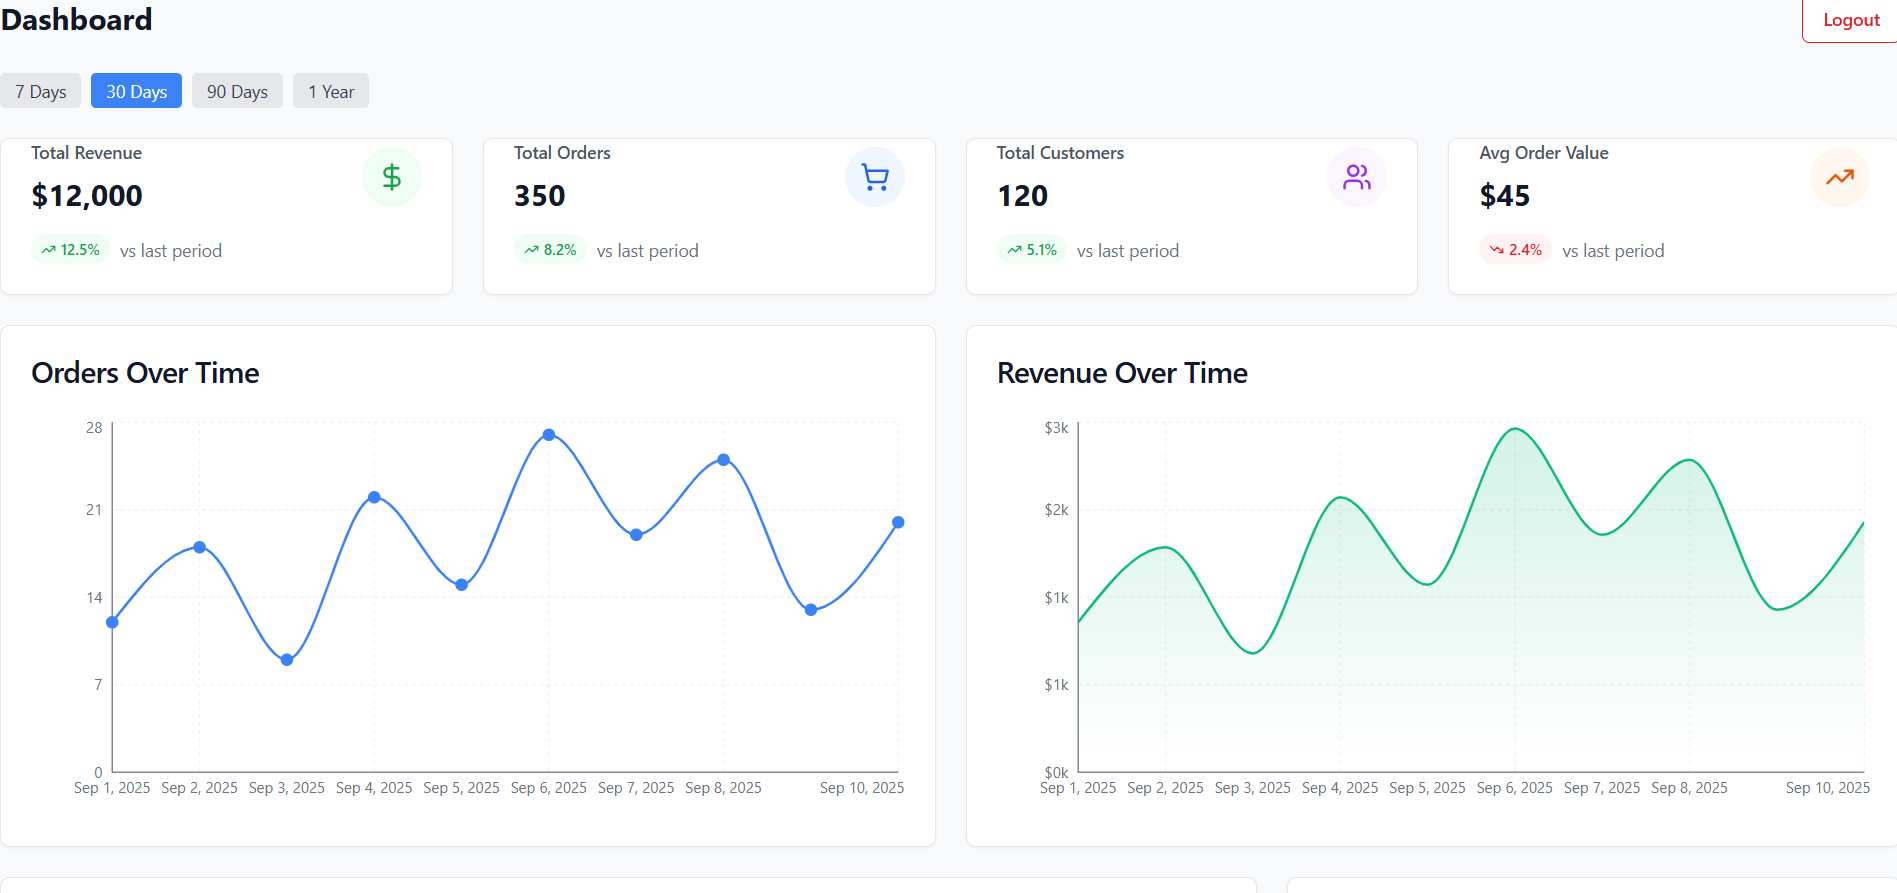 Dashboard
Logout
7 Days
30 Days
90 Days
1 Year
Total Revenue
$12,000
12.5% vs last period
Total Orders
350
8.2% vs last period
Total Customers
120
5.1% vs last period
Avg Order Value
$45
2.4% vs last period
Orders Over Time
28
21
14
7
0
Sep 1, 2025 Sep 2, 2025 Sep 3, 2025 Sep 4, 2025 Sep 5, 2025 Sep 6, 2025 Sep 7, 2025 Sep 8, 2025 Sep 10, 2025
Revenue Over Time
$3k
$2k
$1k
$1k
$0k
Sep 1, 2025 Sep 2, 2025 Sep 3, 2025 Sep 4, 2025 Sep 5, 2025 Sep 6, 2025 Sep 7, 2025 Sep 8, 2025 Sep 10, 2025